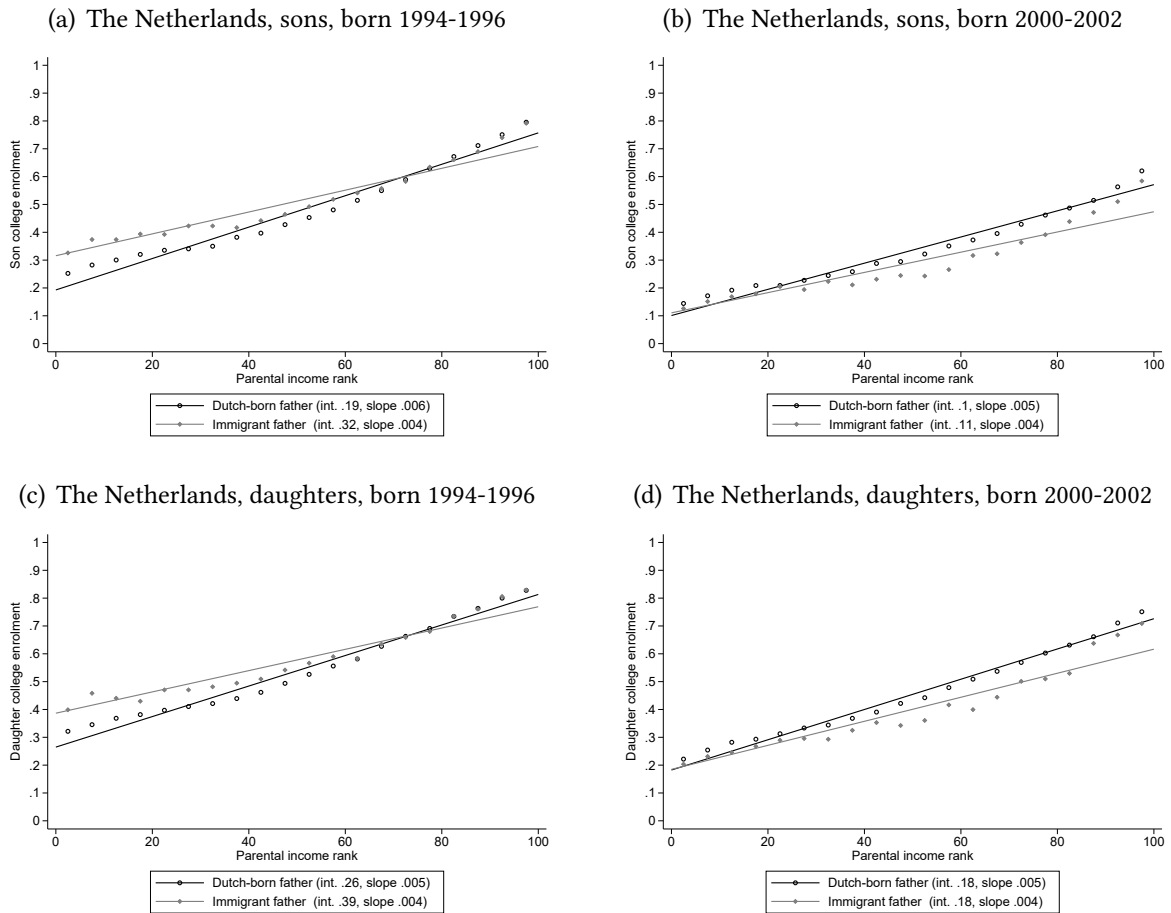 (a) The Netherlands, sons, born 1994-1996
1
.9
.8
.7
.6
.5
.4
.3
.2
.1
0
Son college enrolment
0 20 40 60 80 100
Parental income rank
Dutch-born father (int. .19, slope .006)
Immigrant father  (int. .32, slope .004)
(b) The Netherlands, sons, born 2000-2002
1
.9
.8
.7
.6
.5
.4
.3
.2
.1
0
Son college enrolment
0 20 40 60 80 100
Parental income rank
Dutch-born father (int. .1, slope .005)
Immigrant father  (int. .11, slope .004)
(c) The Netherlands, daughters, born 1994-1996
1
.9
.8
.7
.6
.5
.4
.3
.2
.1
0
Daughter college enrolment
0 20 40 60 80 100
Parental income rank
Dutch-born father (int. .26, slope .005)
Immigrant father  (int. .39, slope .004)
(d) The Netherlands, daughters, born 2000-2002
1
.9
.8
.7
.6
.5
.4
.3
.2
.1
0
Daughter college enrolment
0 20 40 60 80 100
Parental income rank
Dutch-born father (int. .18, slope .005)
Immigrant father  (int. .18, slope .004)